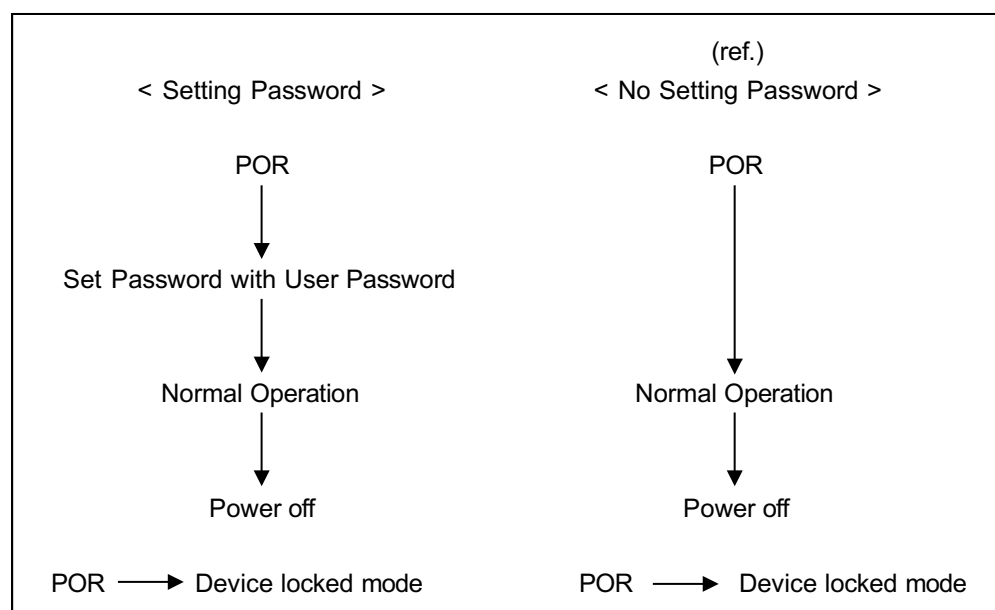 (ref.)
< Setting Password >
< No Setting Password >
POR
POR
Set Password with User Password
Normal Operation
Normal Operation
Power off
Power off
POR Device locked mode
POR Device locked mode